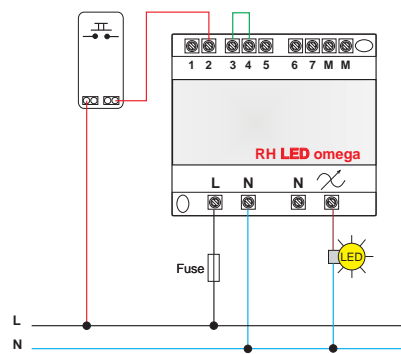 1 2 3 4 5 6 7 M M
RH LED omega
L N N
Fuse
LED
L
N